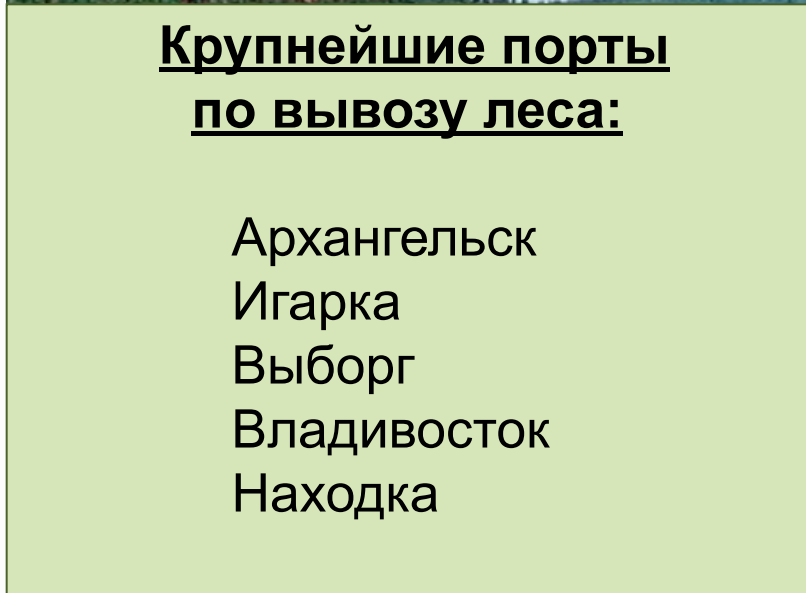 Крупнейшие порты
по вывозу леса:
Архангельск
Игарка
Выборг
Владивосток
Находка